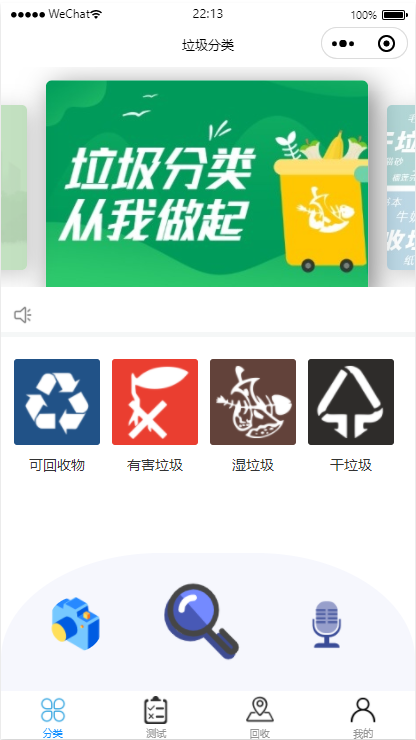 ●●●●● WeChat
22:13
100%
垃圾分类
垃圾分类
从我做起
可回收物
有害垃圾
湿垃圾
干垃圾
分类
测试
回收
我的